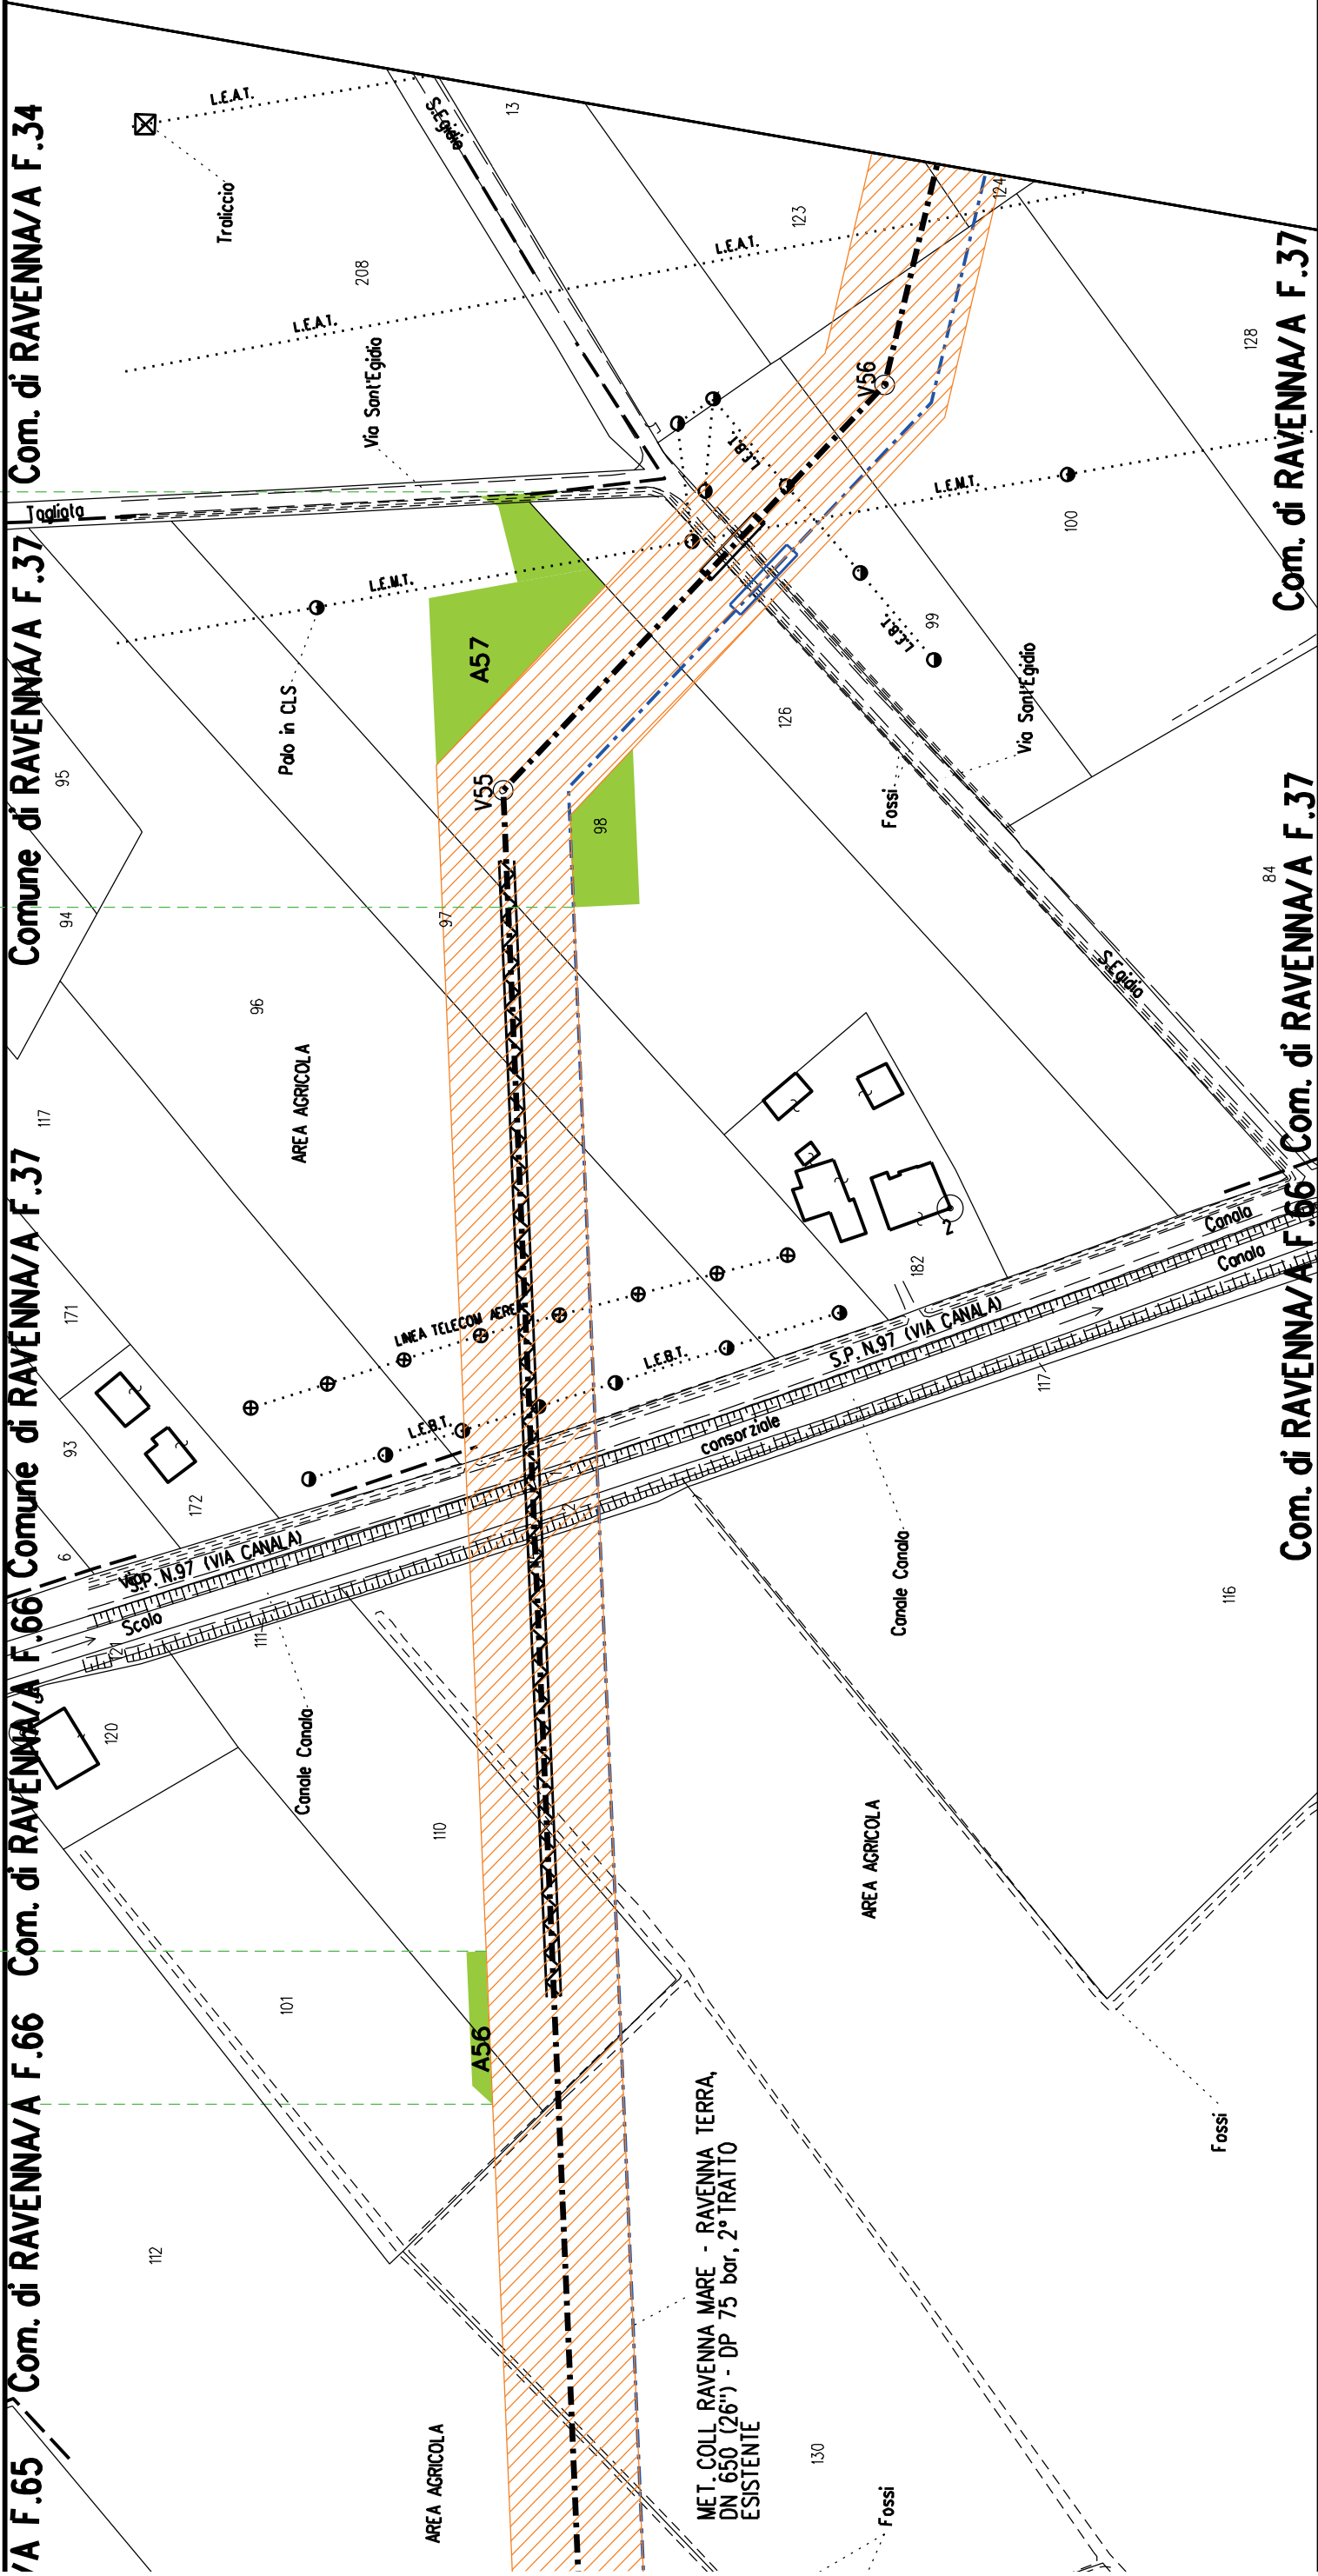 /A F.65
Com. di RAVENNA/A F.66
Com. di RAVENNA/A F.66
Comune di RAVENNA/A F.37
Comune di RAVENNA/A F.37
Com. di RAVENNA/A F.34
112
101
120
121
111
6
93
172
171
117
94
95
96
97
AREA AGRICOLA
A56
110
Canale Canala
Scolo
S.P. N.97 (VIA CANALA)
L.E.B.T.
LINEA TELECOM AEREA
AREA AGRICOLA
Palo in CLS
L.E.M.T.
A57
Tagliata
Via Sant'Egidio
L.E.A.T.
208
Traliccio
L.E.A.T.
S.Egidio
13
V55
98
MET. COLL. RAVENNA MARE - RAVENNA TERRA,
DN 650 (26") - DP 75 bar, 2° TRATTO
ESISTENTE
130
Fossi
AREA AGRICOLA
Canale Canala
consorziale
L.E.B.T.
S.P. N.97 (VIA CANALA)
182
2
117
126
Fossi
Via Sant'Egidio
L.E.B.T.
99
L.E.B.T.
V56
L.E.A.T.
123
124
L.E.M.T.
100
128
84
S.Egidio
Canala
Canala
116
Fossi
Com. di RAVENNA/A F.66
Com. di RAVENNA/A F.37
Com. di RAVENNA/A F.37